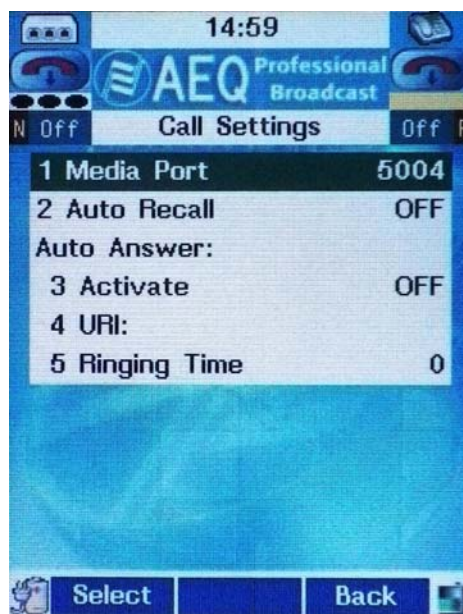 14:59
AEQ Professional Broadcast
N Off Call Settings Off
1 Media Port 5004
2 Auto Recall OFF
Auto Answer:
3 Activate OFF
4 URI:
5 Ringing Time 0
Select Back